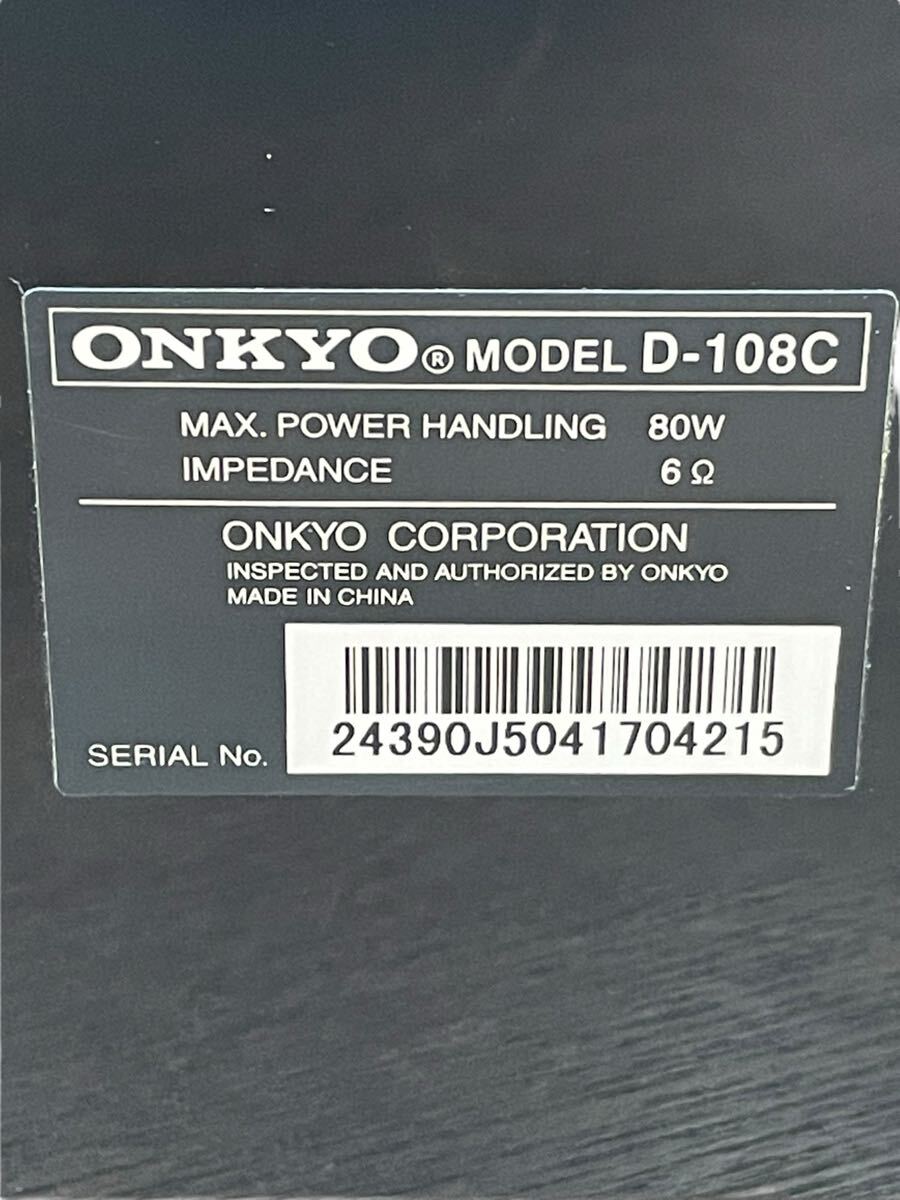 ONKYO® MODEL D-108C
MAX. POWER HANDLING 80W
IMPEDANCE 6 Ω
ONKYO CORPORATION
INSPECTED AND AUTHORIZED BY ONKYO
MADE IN CHINA
SERIAL No. 24390J5041704215